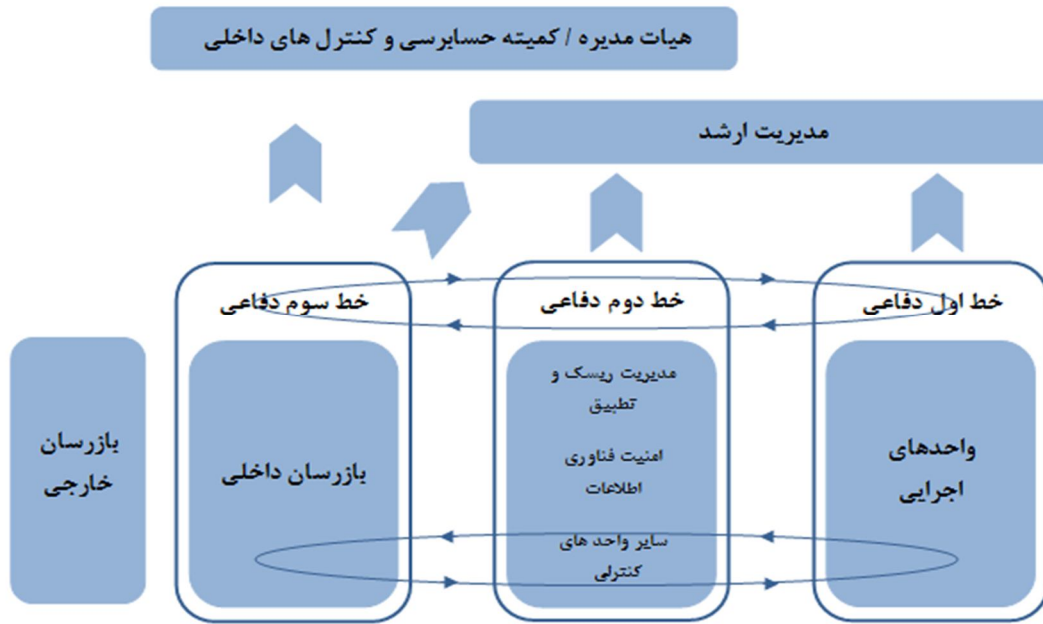 هیات مدیره / کمیته حسابرسی و کنترل های داخلی
مدیریت ارشد
خط اول دفاعی
خط دوم دفاعی
خط سوم دفاعی
واحدهای
اجرایی
مدیریت ریسک و
تطبیق
امنیت فناوری
اطلاعات
سایر واحد های
کنترلی
بازرسان داخلی
بازرسان
خارجی